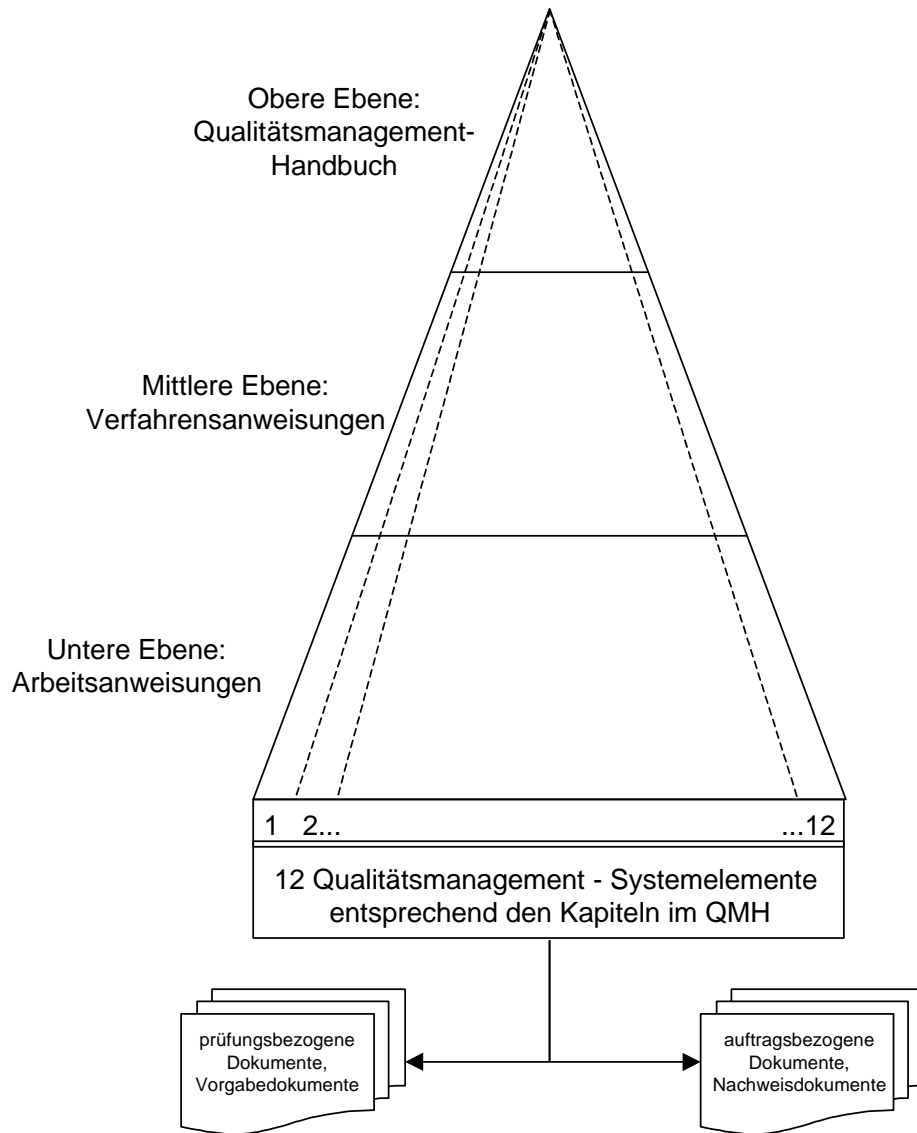 Obere Ebene:
Qualitätsmanagement-
Handbuch
Mittlere Ebene:
Verfahrensanweisungen
Untere Ebene:
Arbeitsanweisungen
1 2... ...12
12 Qualitätsmanagement - Systemelemente
entsprechend den Kapiteln im QMH
prüfungsbezogene
Dokumente,
Vorgabedokumente
auftragsbezogene
Dokumente,
Nachweisdokumente